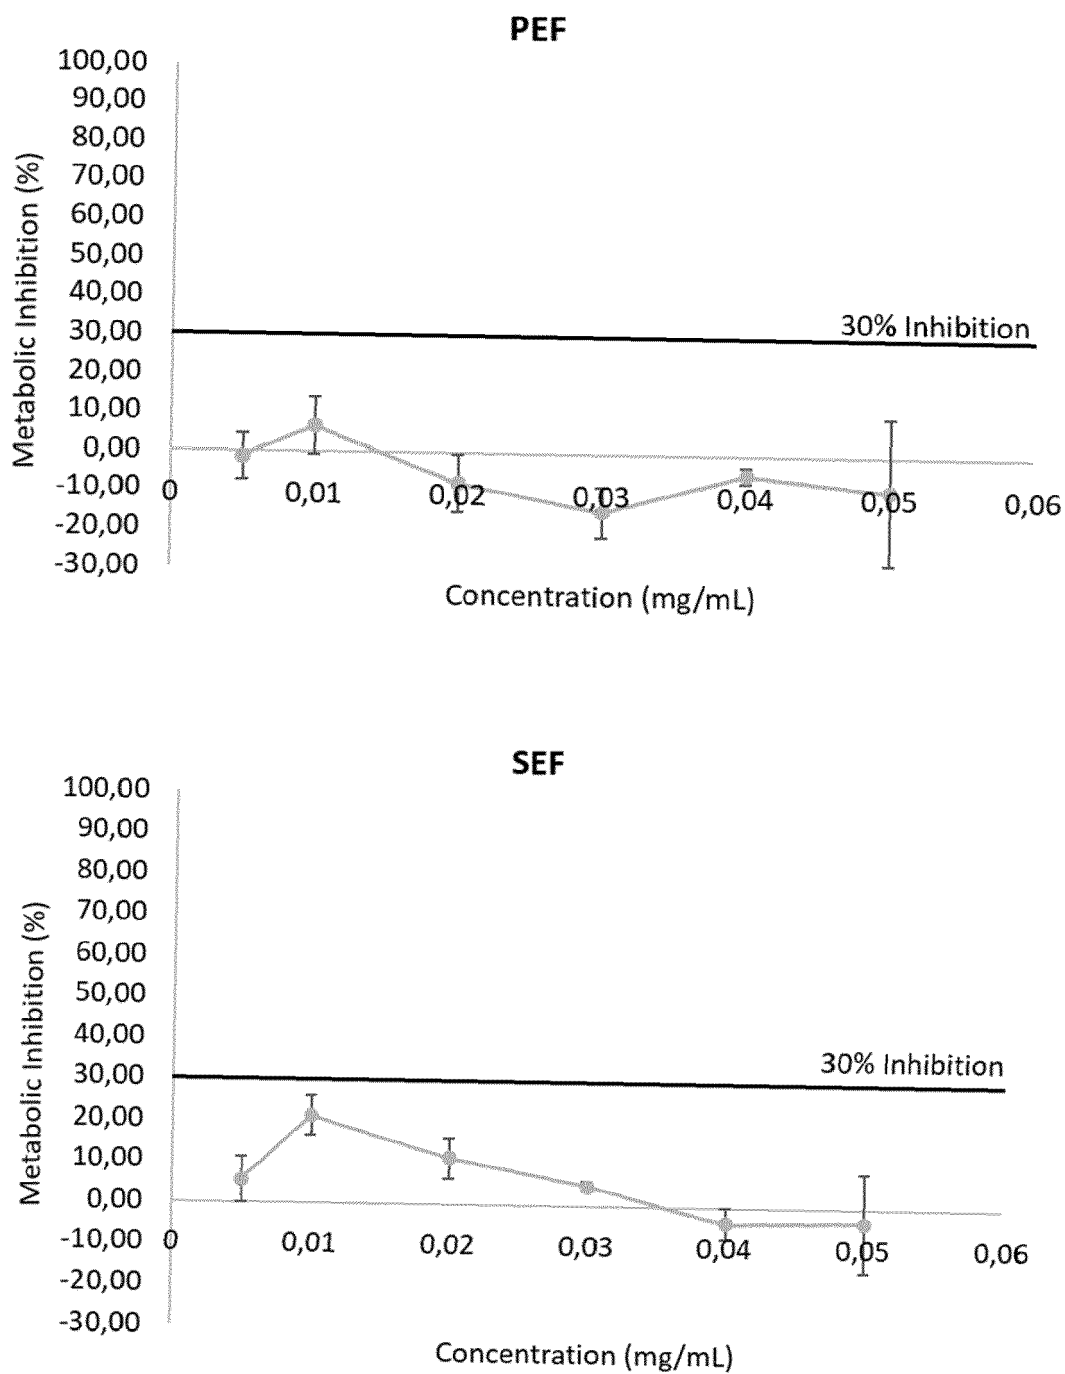 PEF
100,00
90,00
80,00
70,00
60,00
50,00
40,00
30,00
20,00
10,00
0,00
-10,00
-20,00
-30,00
Metabolic Inhibition (%)
30% Inhibition
0 0,01 0,02 0,03 0,04 0,05 0,06
Concentration (mg/mL)
SEF
100,00
90,00
80,00
70,00
60,00
50,00
40,00
30,00
20,00
10,00
0,00
-10,00
-20,00
-30,00
Metabolic Inhibition (%)
30% Inhibition
0 0,01 0,02 0,03 0,04 0,05 0,06
Concentration (mg/mL)